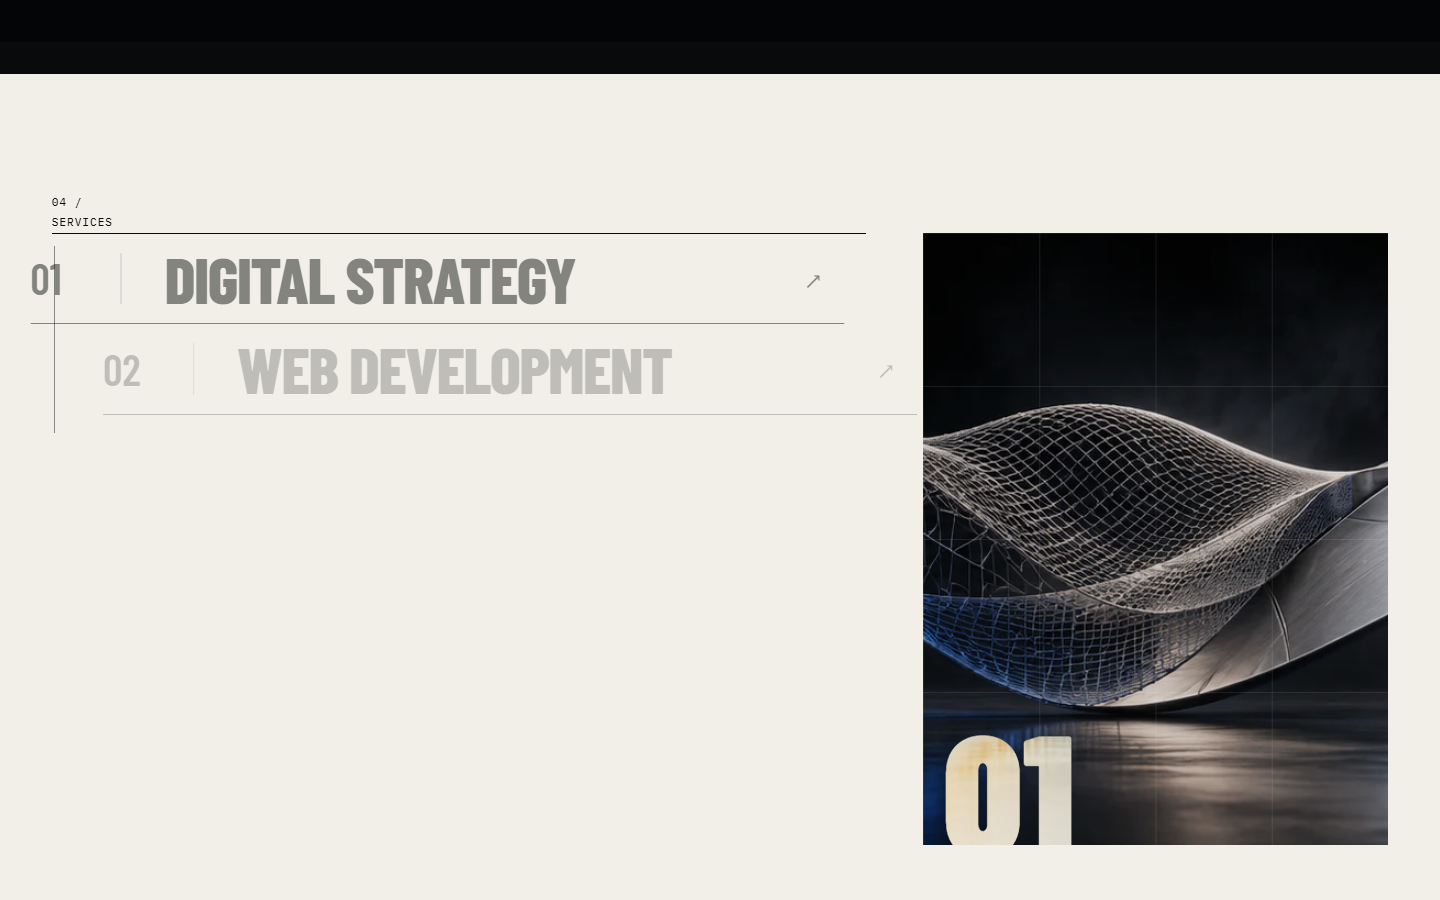 04 /
SERVICES
01 DIGITAL STRATEGY ↗
02 WEB DEVELOPMENT ↗
01